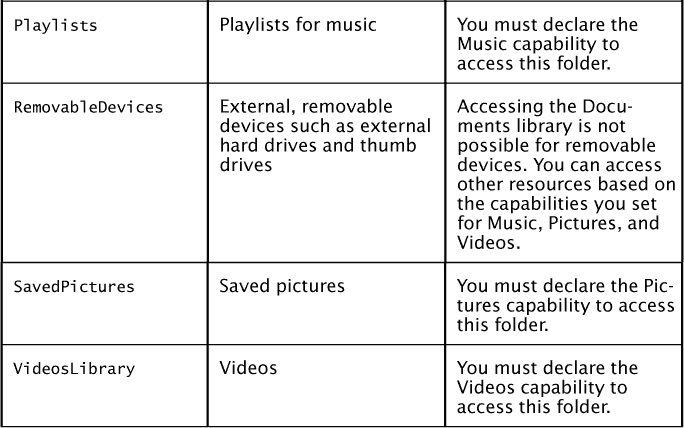 Playlists
Playlists for music
You must declare the
Music capability to
access this folder.
RemovableDevices
External, removable
devices such as external
hard drives and thumb
drives
Accessing the Docu-
ments library is not
possible for removable
devices. You can access
other resources based on
the capabilities you set
for Music, Pictures, and
Videos.
SavedPictures
Saved pictures
You must declare the Pic-
tures capability to access
this folder.
VideosLibrary
Videos
You must declare the
Videos capability to
access this folder.